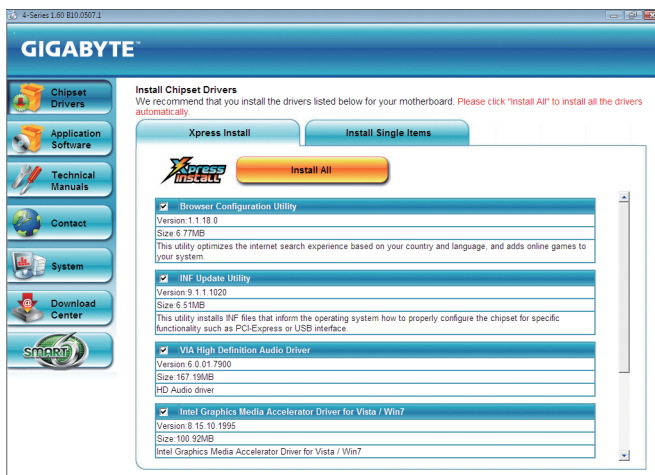 4-Series 1.60 B10.0507.1
GIGABYTE™
Chipset
Drivers
Application
Software
Technical
Manuals
Contact
System
Download
Center
SMART
Install Chipset Drivers
We recommend that you install the drivers listed below for your motherboard. Please click "Install All" to install all the drivers
automatically.
Xpress Install
Install Single Items
Xpress
Install
Install All
Browser Configuration Utility
Version:1.1.18.0
Size:6.77MB
This utility optimizes the internet search experience based on your country and language, and adds online games to
your system.
INF Update Utility
Version:9.1.1.1020
Size:6.51MB
This utility installs INF files that inform the operating system how to properly configure the chipset for specific
functionality such as PCI-Express or USB interface.
VIA High Definition Audio Driver
Version:6.0.01.7900
Size:167.19MB
HD Audio driver
Intel Graphics Media Accelerator Driver for Vista / Win7
Version:8.15.10.1995
Size:100.92MB
Intel Graphics Media Accelerator Driver for Vista / Win7